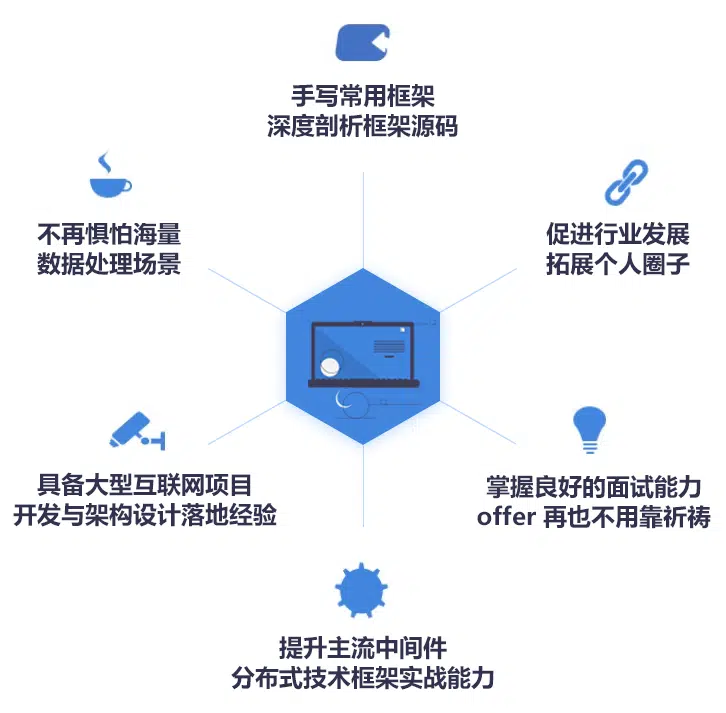 手写常用框架
深度剖析框架源码
不再惧怕海量
数据处理场景
促进行业发展
拓展个人圈子
具备大型互联网项目
开发与架构设计落地经验
掌握良好的面试能力
offer 再也不用靠祈祷
提升主流中间件
分布式技术框架实战能力